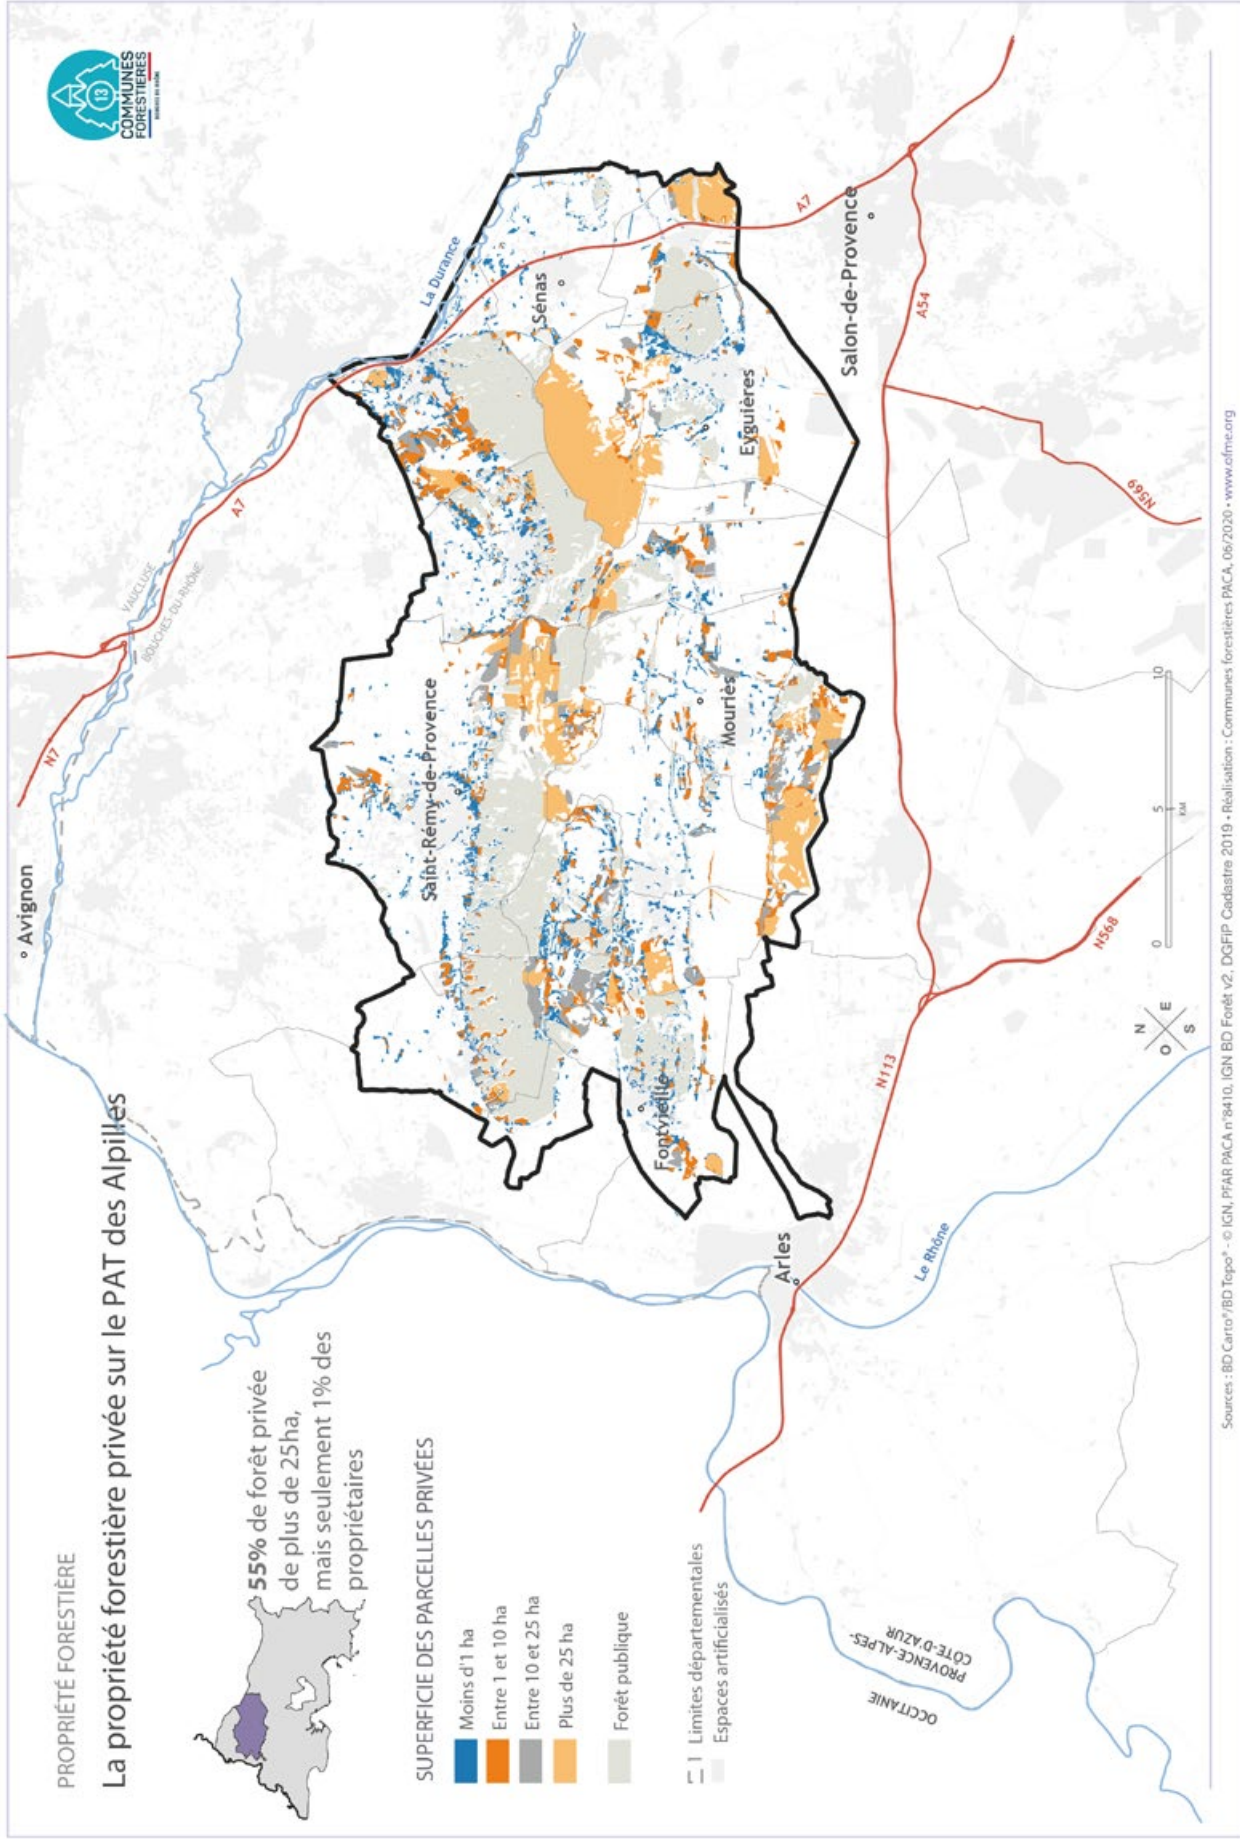 PROPRIÉTÉ FORESTIÈRE
La propriété forestière privée sur le PAT des Alpilles
13
COMMUNES
FORESTIÈRES
BOUCHES-DU-RHÔNE
55% de forêt privée
de plus de 25ha,
mais seulement 1% des
propriétaires
SUPERFICIE DES PARCELLES PRIVÉES
Moins d'1 ha
Entre 1 et 10 ha
Entre 10 et 25 ha
Plus de 25 ha
Forêt publique
Limites départementales
Espaces artificialisés
Avignon
N7
A7
VAUCLUSE
BOUCHES-DU-RHÔNE
La Durance
Saint-Rémy-de-Provence
Sénas
Fontvieille
Mouriès
Eyguières
A7
Salon-de-Provence
Arles
A54
N113
N569
N568
Le Rhône
OCCITANIE
PROVENCE-ALPES-
CÔTE-D'AZUR
N
O
E
S
0
5
10
KM
Sources : BD Carto®/BD Topo® - © IGN, PFAR PACA n°8410, IGN BD Forêt v2, DGFiP Cadastre 2019 • Réalisation : Communes forestières PACA, 06/2020 • www.ofme.org